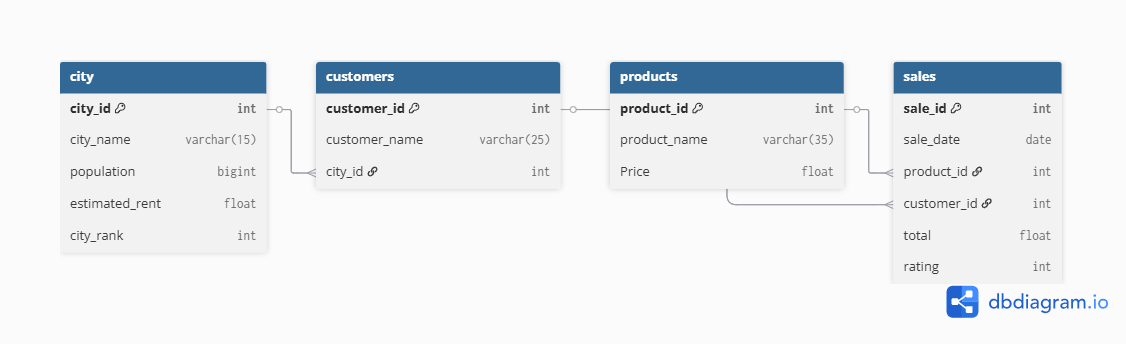 city
city_id int
city_name varchar(15)
population bigint
estimated_rent float
city_rank int
customers
customer_id int
customer_name varchar(25)
city_id int
products
product_id int
product_name varchar(35)
Price float
sales
sale_id int
sale_date date
product_id int
customer_id int
total float
rating int
dbdiagram.io